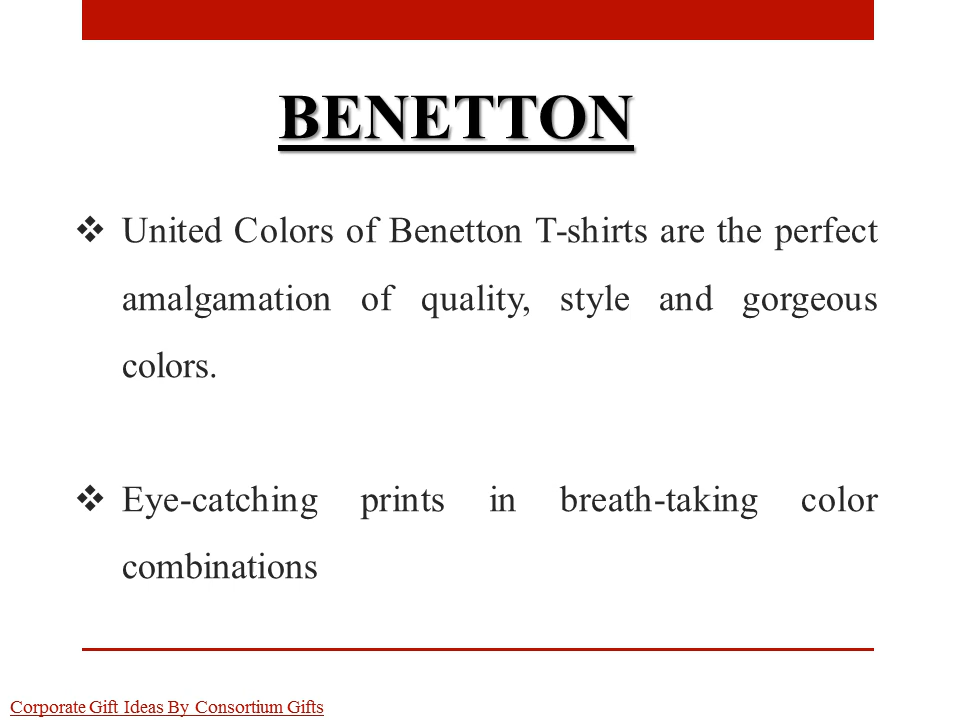 BENETTON
❖ United Colors of Benetton T-shirts are the perfect
amalgamation of quality, style and gorgeous
colors.
❖ Eye-catching prints in breath-taking color
combinations
Corporate Gift Ideas By Consortium Gifts